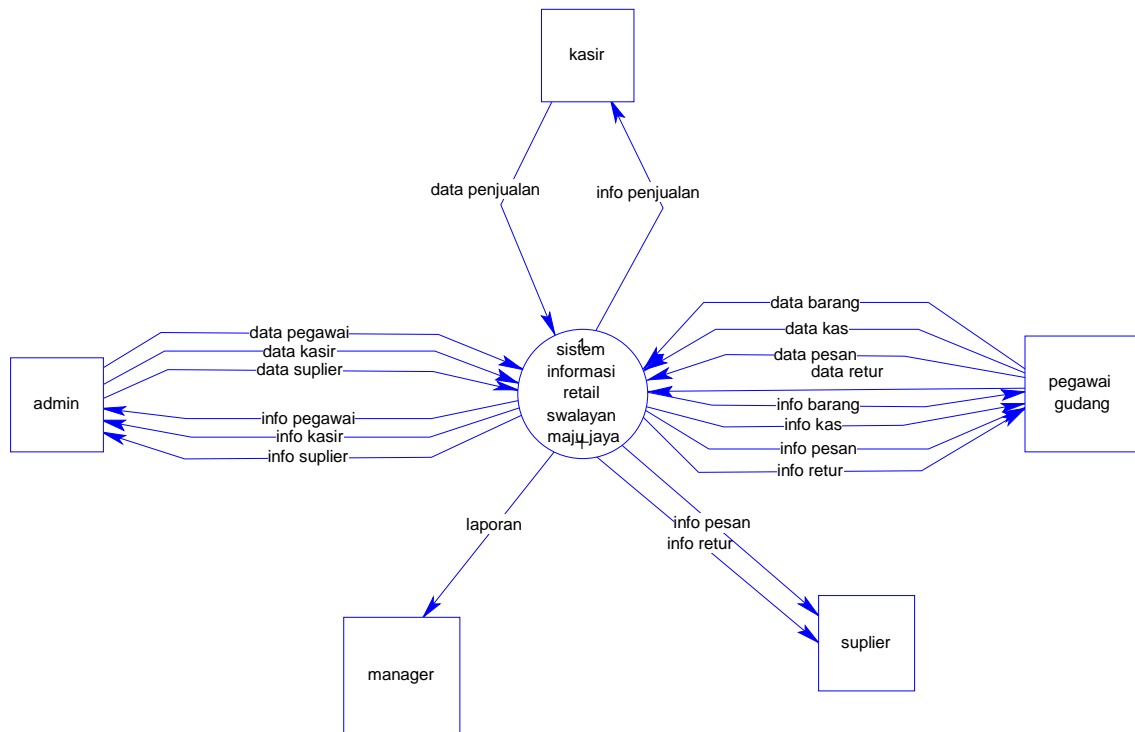 kasir
data penjualan
info penjualan
data barang
data kas
data pesan
data retur
info barang
info kas
info pesan
info retur
pegawai
gudang
data pegawai
data kasir
data suplier
info pegawai
info kasir
info suplier
admin
1
sistem
informasi
retail
swalayan
maju jaya
+
laporan
info pesan
info retur
manager
suplier